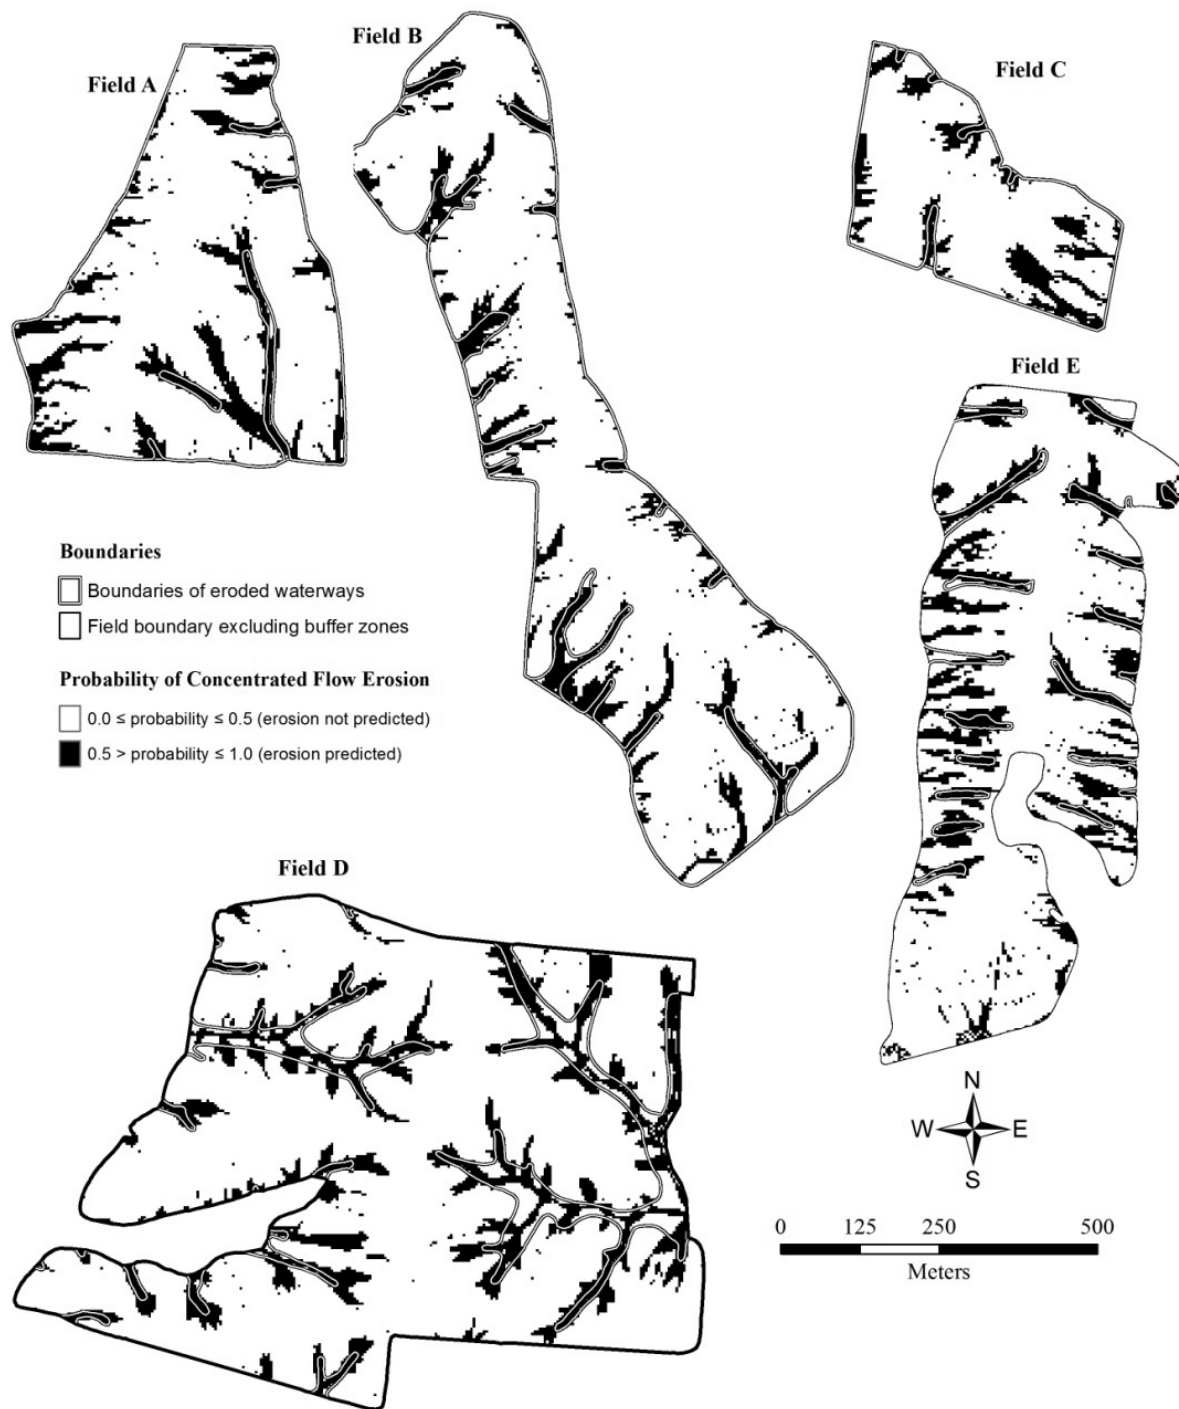 Field A
Field B
Field C
Field E
Boundaries
Boundaries of eroded waterways
Field boundary excluding buffer zones
Probability of Concentrated Flow Erosion
0.0 ≤ probability ≤ 0.5 (erosion not predicted)
0.5 > probability ≤ 1.0 (erosion predicted)
Field D
N
W E
S
0 125 250 500
Meters